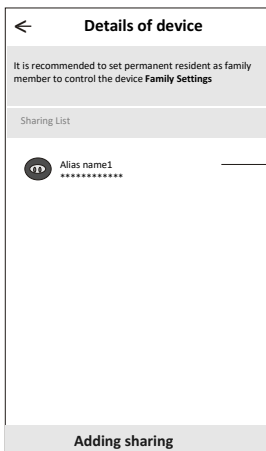 Details of device
It is recommended to set permanent resident as family
member to control the device Family Settings
Sharing List
Alias name1
************
Adding sharing